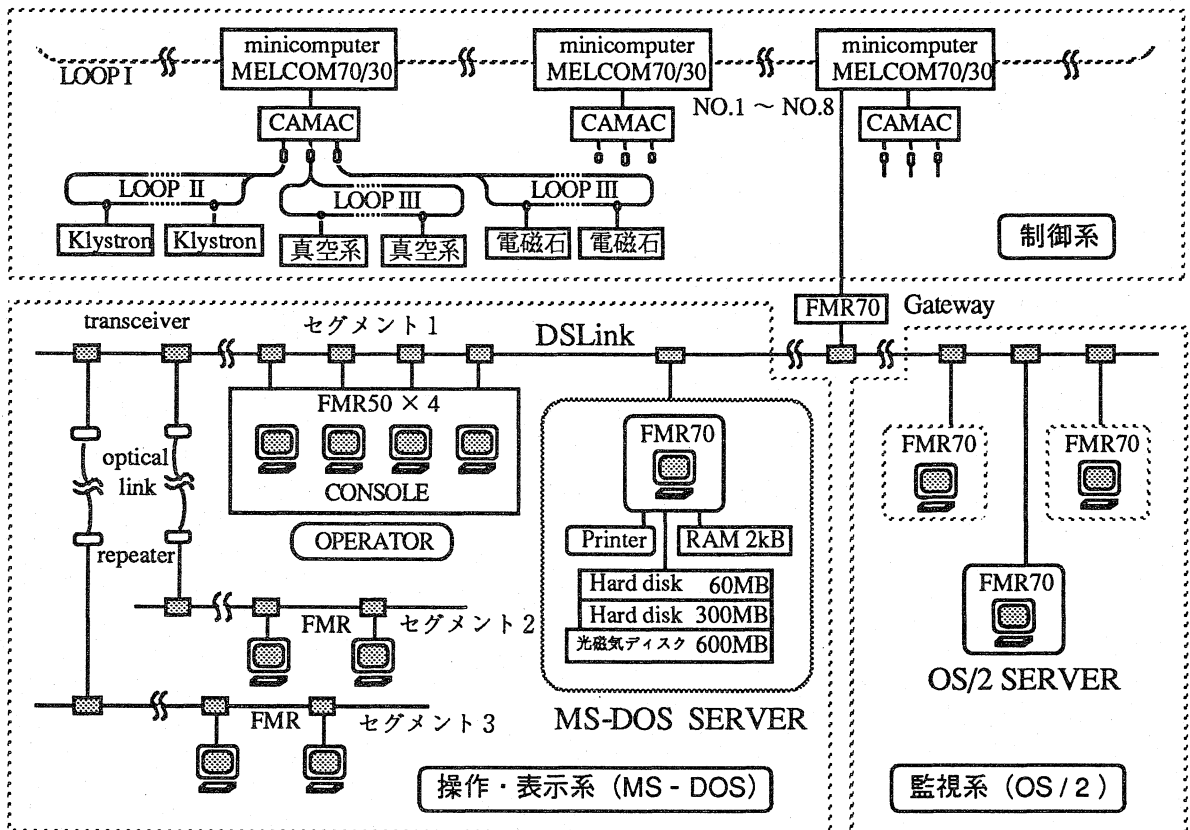 minicomputer
MELCOM70/30
minicomputer
MELCOM70/30
minicomputer
MELCOM70/30
LOOP I
NO.1 ～ NO.8
CAMAC
CAMAC
CAMAC
LOOP II
LOOP III
LOOP III
Klystron
Klystron
真空系
真空系
電磁石
電磁石
制御系
FMR70
Gateway
transceiver
セグメント1
DSLink
FMR50 × 4
CONSOLE
OPERATOR
optical
link
repeater
FMR
セグメント2
FMR
セグメント3
FMR70
Printer
RAM 2kB
Hard disk 60MB
Hard disk 300MB
光磁気ディスク 600MB
MS-DOS SERVER
操作・表示系 (MS - DOS)
FMR70
FMR70
FMR70
OS/2 SERVER
監視系 (OS / 2 )